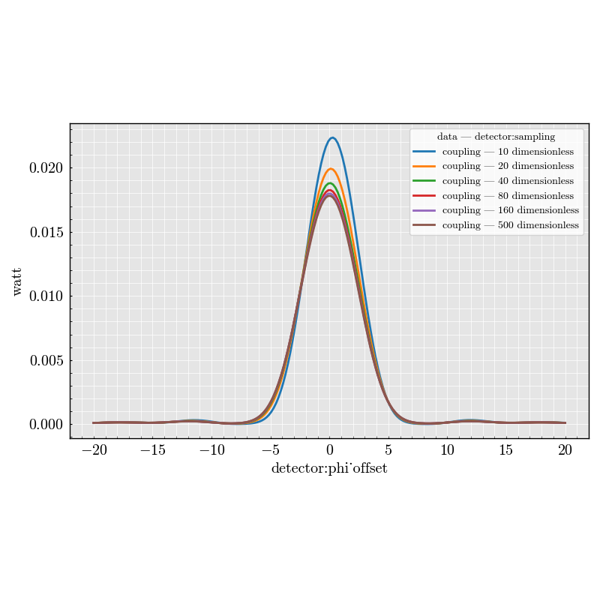 data — detector:sampling
coupling — 10 dimensionless
coupling — 20 dimensionless
coupling — 40 dimensionless
coupling — 80 dimensionless
coupling — 160 dimensionless
coupling — 500 dimensionless
watt
0.020
0.015
0.010
0.005
0.000
−20 −15 −10 −5 0 5 10 15 20
detector:phi˙offset